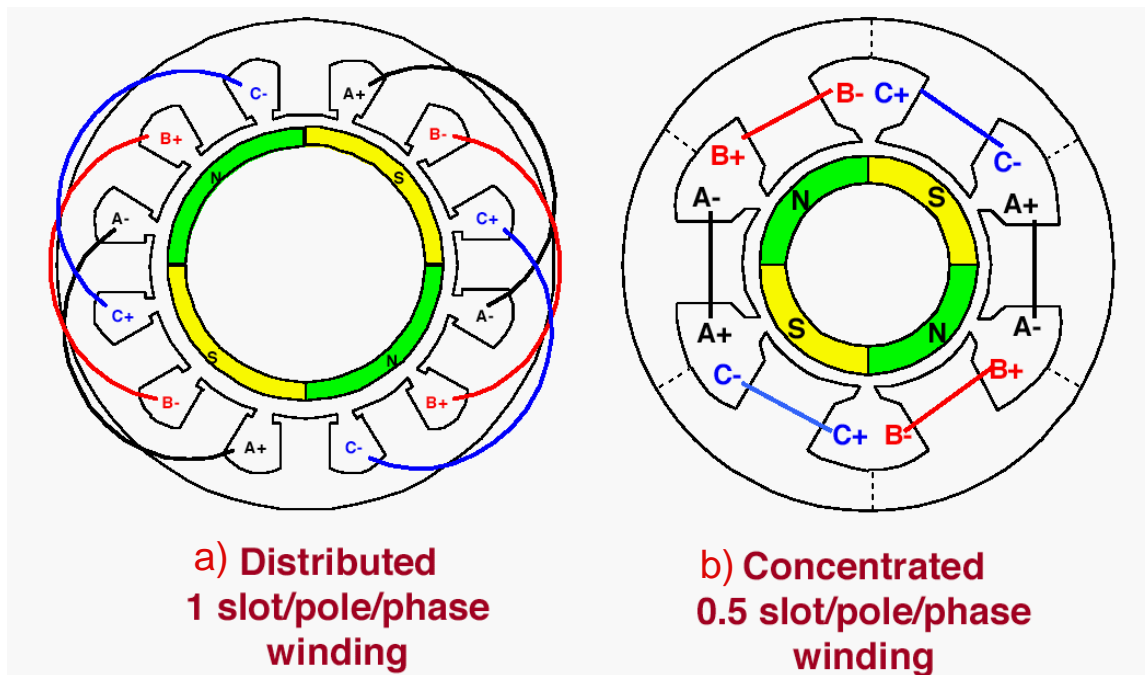 C-
A+
B+
B-
N
S
A-
C+
C+
A-
S
N
B-
B+
A+
C-
B- C+
B+
C-
A-
A+
N
S
A+
A-
S
N
C-
B+
C+ B-
a) Distributed
1 slot/pole/phase
winding
b) Concentrated
0.5 slot/pole/phase
winding